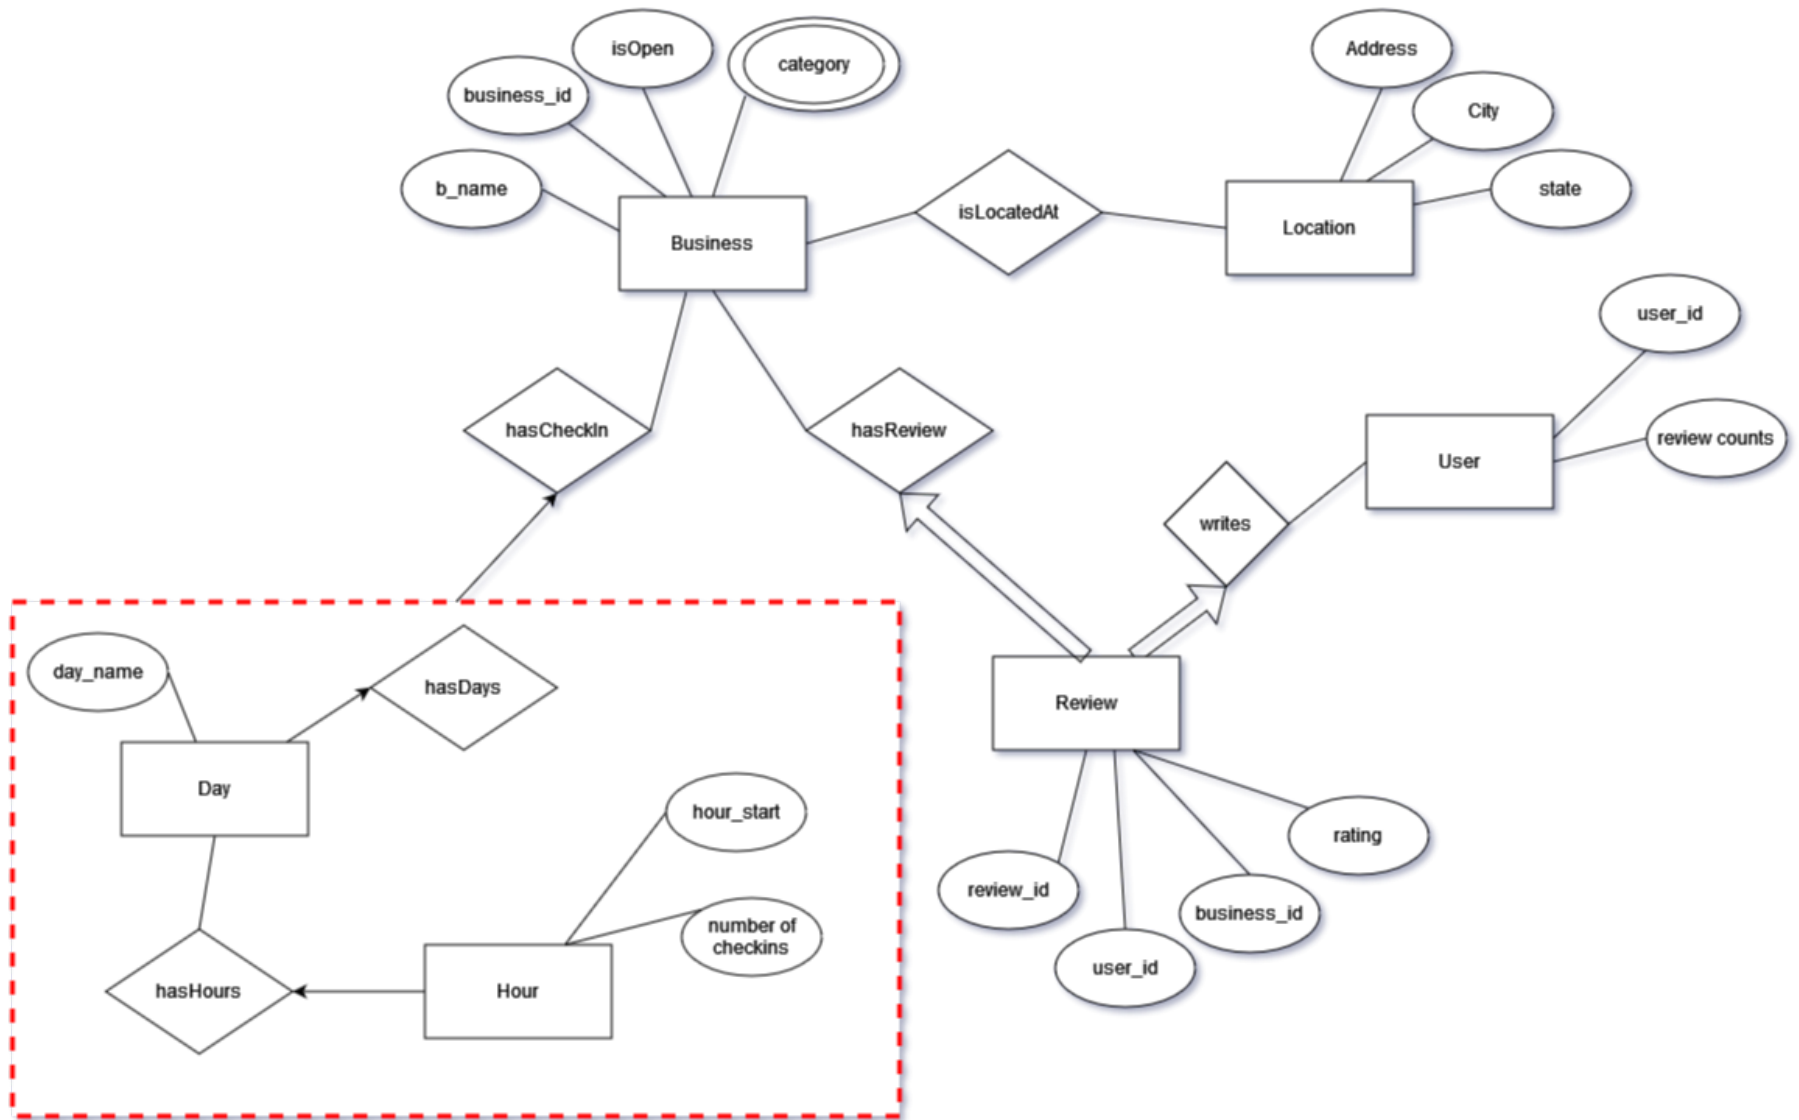 isOpen
category
Address
business_id
City
b_name
isLocatedAt
state
Business
Location
user_id
hasCheckIn
hasReview
review counts
User
writes
day_name
hasDays
Review
Day
hour_start
rating
review_id
business_id
number of
checkins
user_id
hasHours
Hour